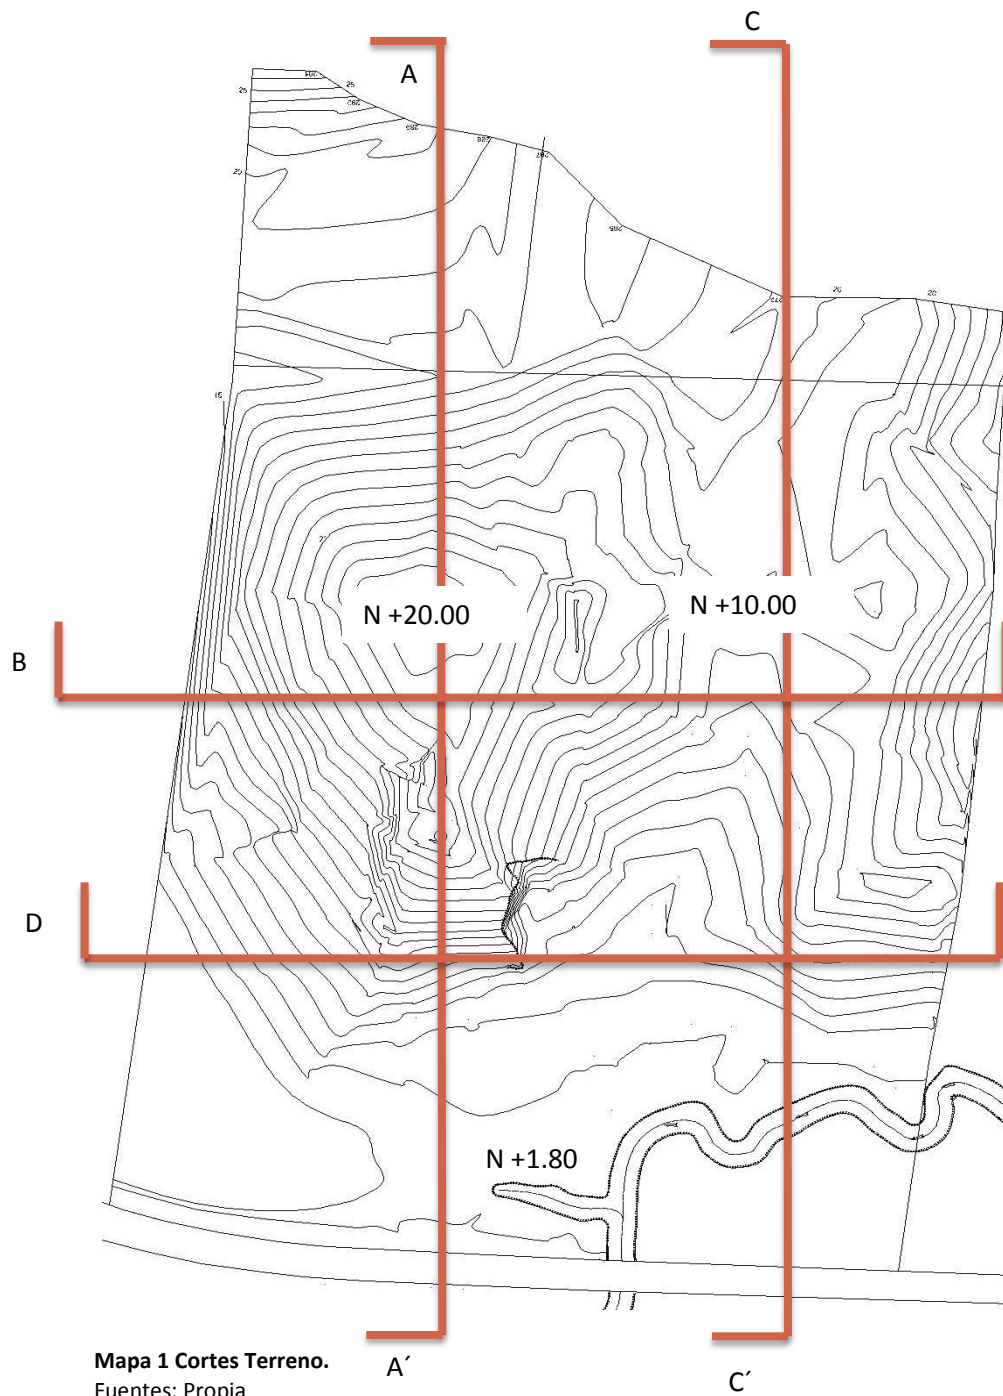 C
A
N +20.00
N +10.00
B
D
N +1.80
Mapa 1 Cortes Terreno.
Fuentes: Propia
A´
C´